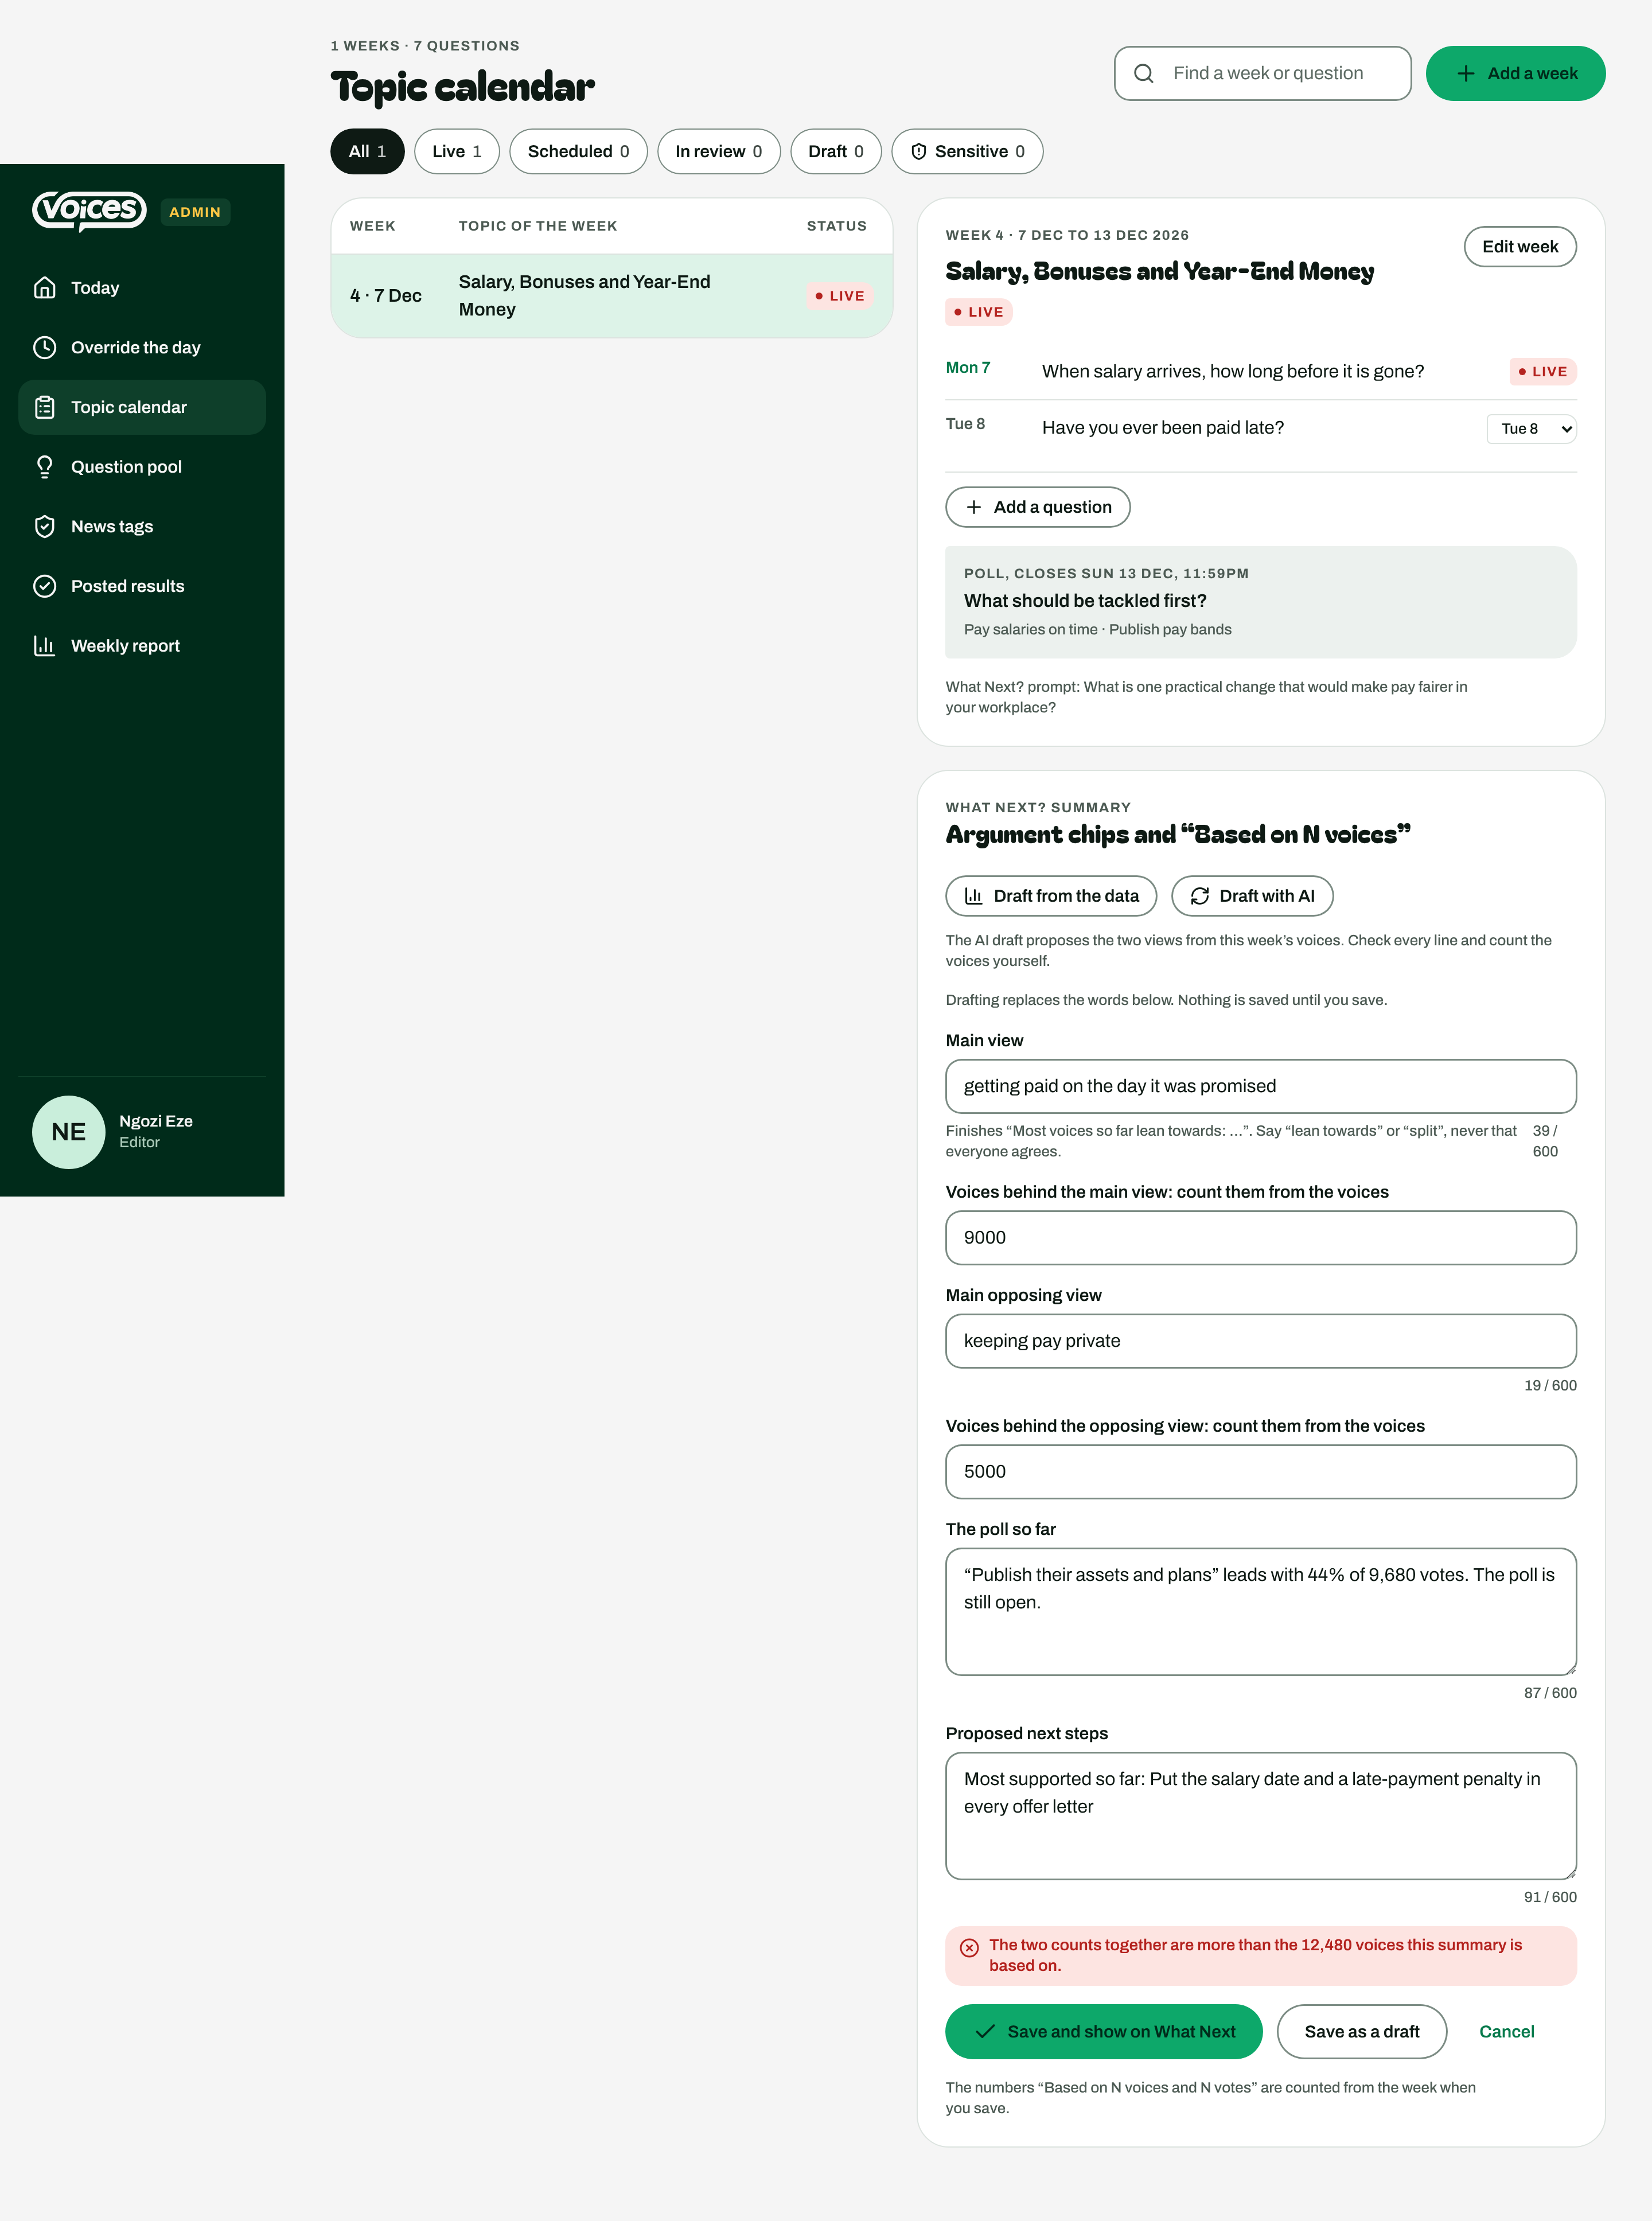 1 WEEKS · 7 QUESTIONS
Topic calendar
Find a week or question
Add a week
All 1
Live 1
Scheduled 0
In review 0
Draft 0
Sensitive 0
Voices
ADMIN
Today
Override the day
Topic calendar
Question pool
News tags
Posted results
Weekly report
NE
Ngozi Eze
Editor
WEEK
TOPIC OF THE WEEK
STATUS
4 · 7 Dec
Salary, Bonuses and Year-End
Money
LIVE
WEEK 4 · 7 DEC TO 13 DEC 2026
Salary, Bonuses and Year-End Money
Edit week
LIVE
Mon 7
When salary arrives, how long before it is gone?
LIVE
Tue 8
Have you ever been paid late?
Tue 8
Add a question
POLL, CLOSES SUN 13 DEC, 11:59PM
What should be tackled first?
Pay salaries on time · Publish pay bands
What Next? prompt: What is one practical change that would make pay fairer in
your workplace?
WHAT NEXT? SUMMARY
Argument chips and “Based on N voices”
Draft from the data
Draft with AI
The AI draft proposes the two views from this week’s voices. Check every line and count the
voices yourself.
Drafting replaces the words below. Nothing is saved until you save.
Main view
getting paid on the day it was promised
Finishes “Most voices so far lean towards: …”. Say “lean towards” or “split”, never that
everyone agrees.
39 /
600
Voices behind the main view: count them from the voices
9000
Main opposing view
keeping pay private
19 / 600
Voices behind the opposing view: count them from the voices
5000
The poll so far
“Publish their assets and plans” leads with 44% of 9,680 votes. The poll is
still open.
87 / 600
Proposed next steps
Most supported so far: Put the salary date and a late-payment penalty in
every offer letter
91 / 600
The two counts together are more than the 12,480 voices this summary is
based on.
Save and show on What Next
Save as a draft
Cancel
The numbers “Based on N voices and N votes” are counted from the week when
you save.